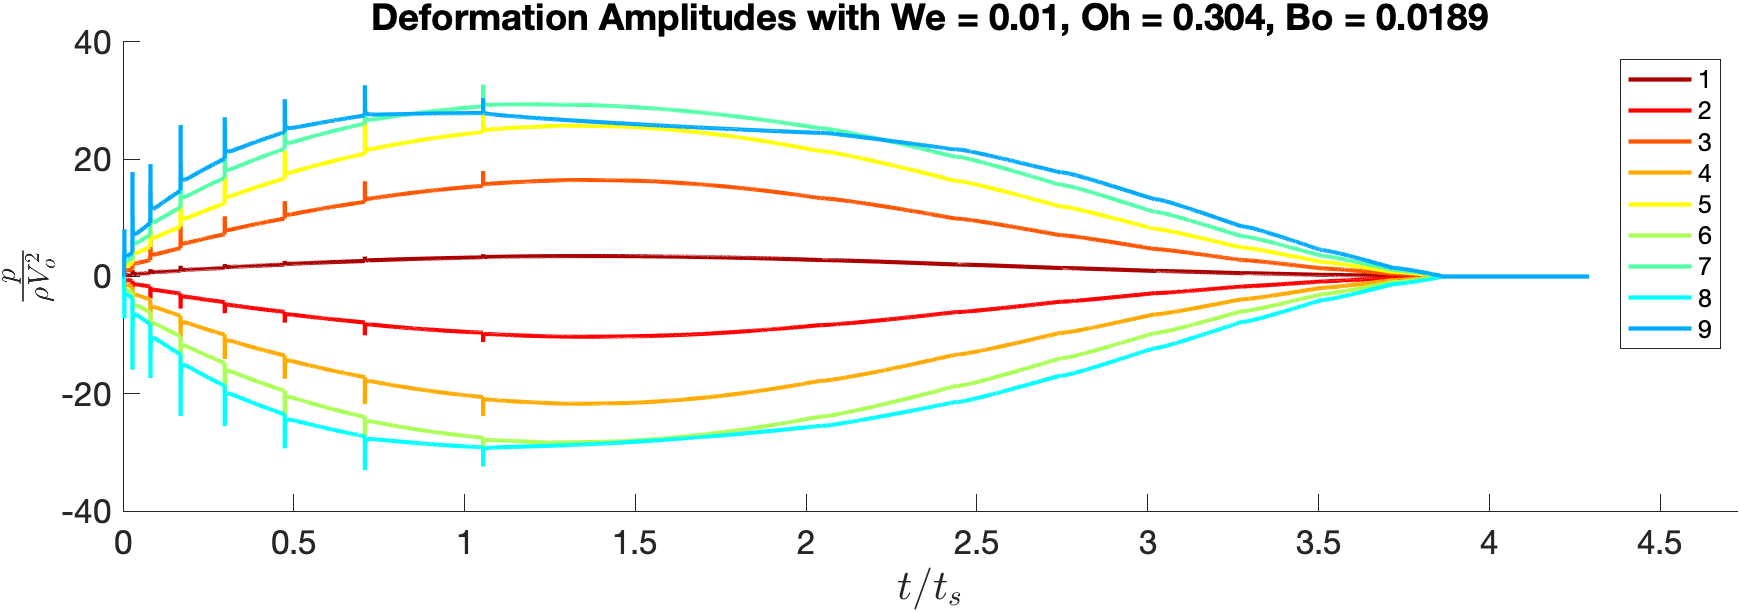 Deformation Amplitudes with We = 0.01, Oh = 0.304, Bo = 0.0189
40
20
0
-20
-40
p
ρV_o^2
0 0.5 1 1.5 2 2.5 3 3.5 4 4.5
t/t_s
1
2
3
4
5
6
7
8
9